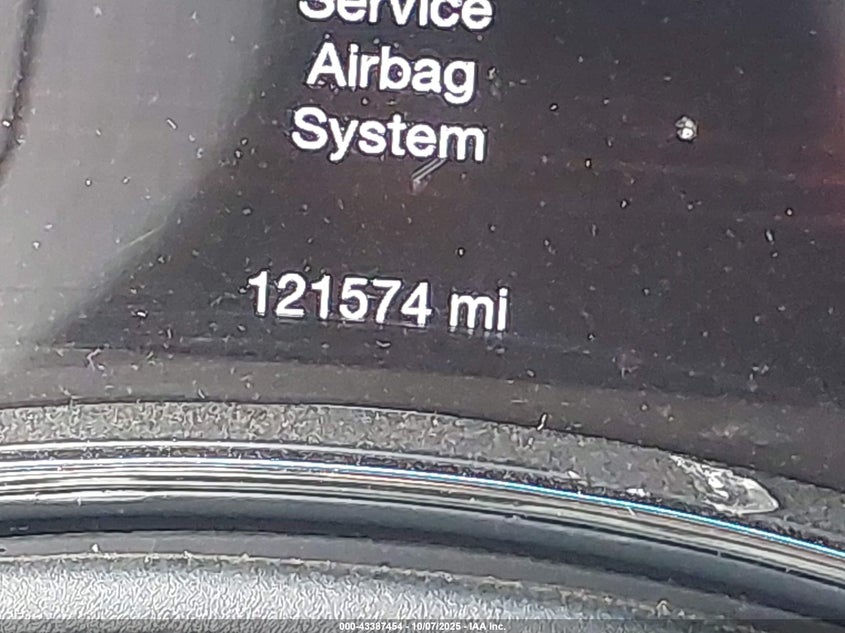 Service
Airbag
System
121574 mi
000-43387454 - 10/07/2025 - IAA Inc.